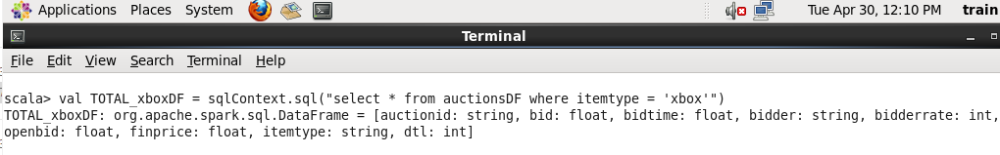 Applications Places System Tue Apr 30, 12:10 PM train
Terminal
File Edit View Search Terminal Help
scala> val TOTAL_xboxDF = sqlContext.sql("select * from auctionsDF where itemtype = 'xbox'")
TOTAL_xboxDF: org.apache.spark.sql.DataFrame = [auctionid: string, bid: float, bidtime: float, bidder: string, bidderrate: int,
openbid: float, finprice: float, itemtype: string, dtl: int]